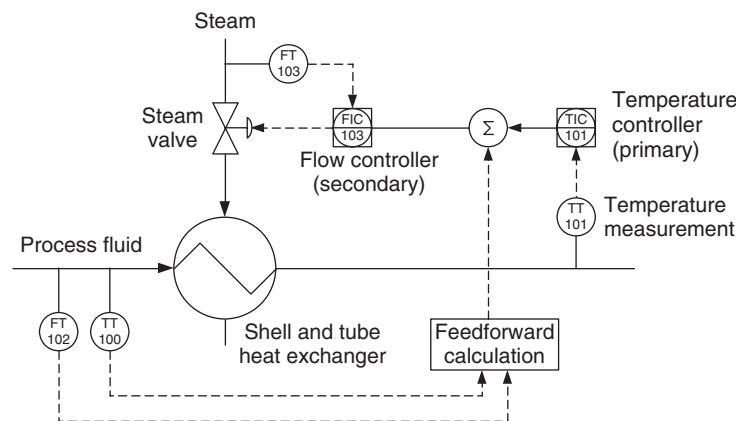 Steam
FT
103
Steam
valve
FIC
103
Σ
TIC
101
Temperature
controller
(primary)
Flow controller
(secondary)
TT
101
Temperature
measurement
Process fluid
FT
102
TT
100
Shell and tube
heat exchanger
Feedforward
calculation